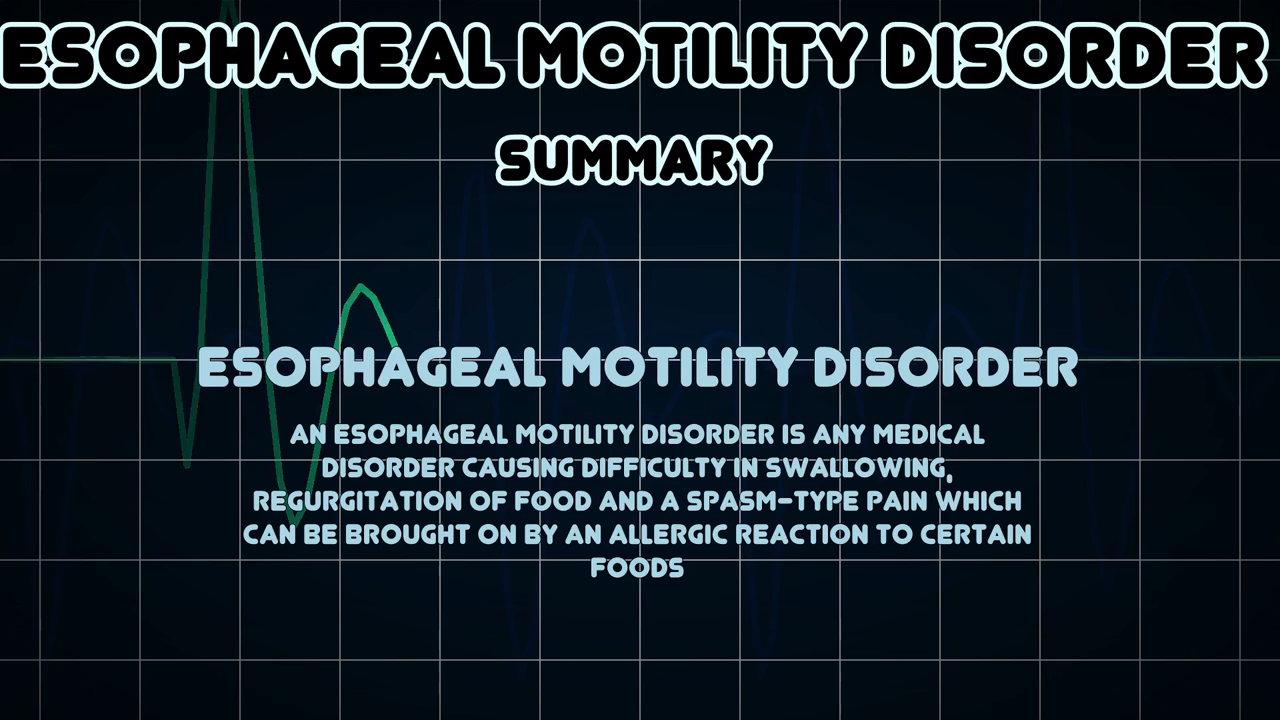 ESOPHAGEAL MOTILITY DISORDER
SUMMARY
ESOPHAGEAL MOTILITY DISORDER
AN ESOPHAGEAL MOTILITY DISORDER IS ANY MEDICAL
DISORDER CAUSING DIFFICULTY IN SWALLOWING,
REGURGITATION OF FOOD AND A SPASM-TYPE PAIN WHICH
CAN BE BROUGHT ON BY AN ALLERGIC REACTION TO CERTAIN
FOODS